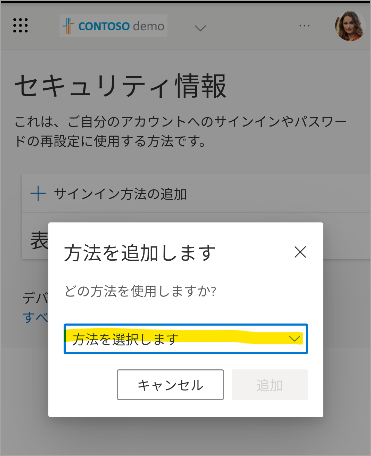 CONTOSO demo
セキュリティ情報
これは、ご自分のアカウントへのサインインやパスワー
ドの再設定に使用する方法です。
サインイン方法の追加
表
方法を追加します
どの方法を使用しますか?
方法を選択します
キャンセル
追加
デバ
すべ